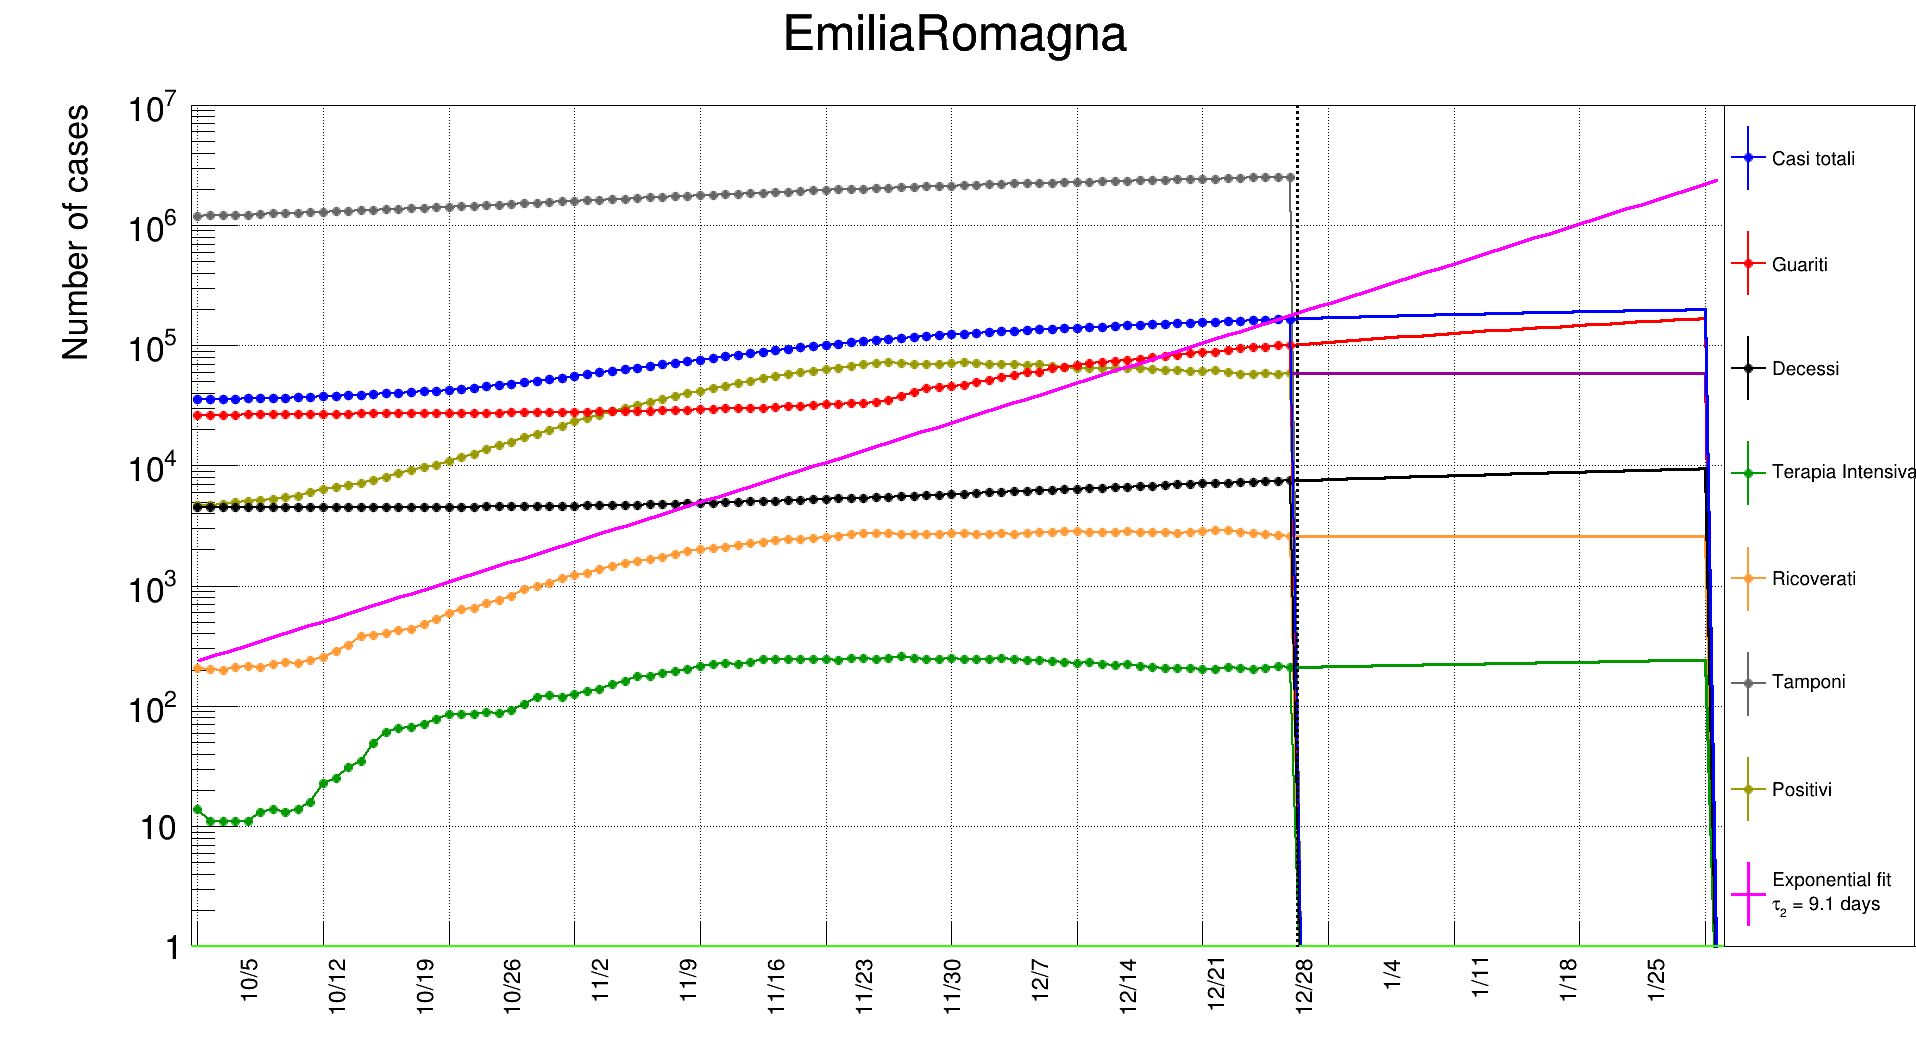 EmiliaRomagna
Number of cases
10^7
10^6
10^5
10^4
10^3
10^2
10
1
10/5
10/12
10/19
10/26
11/2
11/9
11/16
11/23
11/30
12/7
12/14
12/21
12/28
1/4
1/11
1/18
1/25
Casi totali
Guariti
Decessi
Terapia Intensiva
Ricoverati
Tamponi
Positivi
Exponential fit
τ_2 = 9.1 days